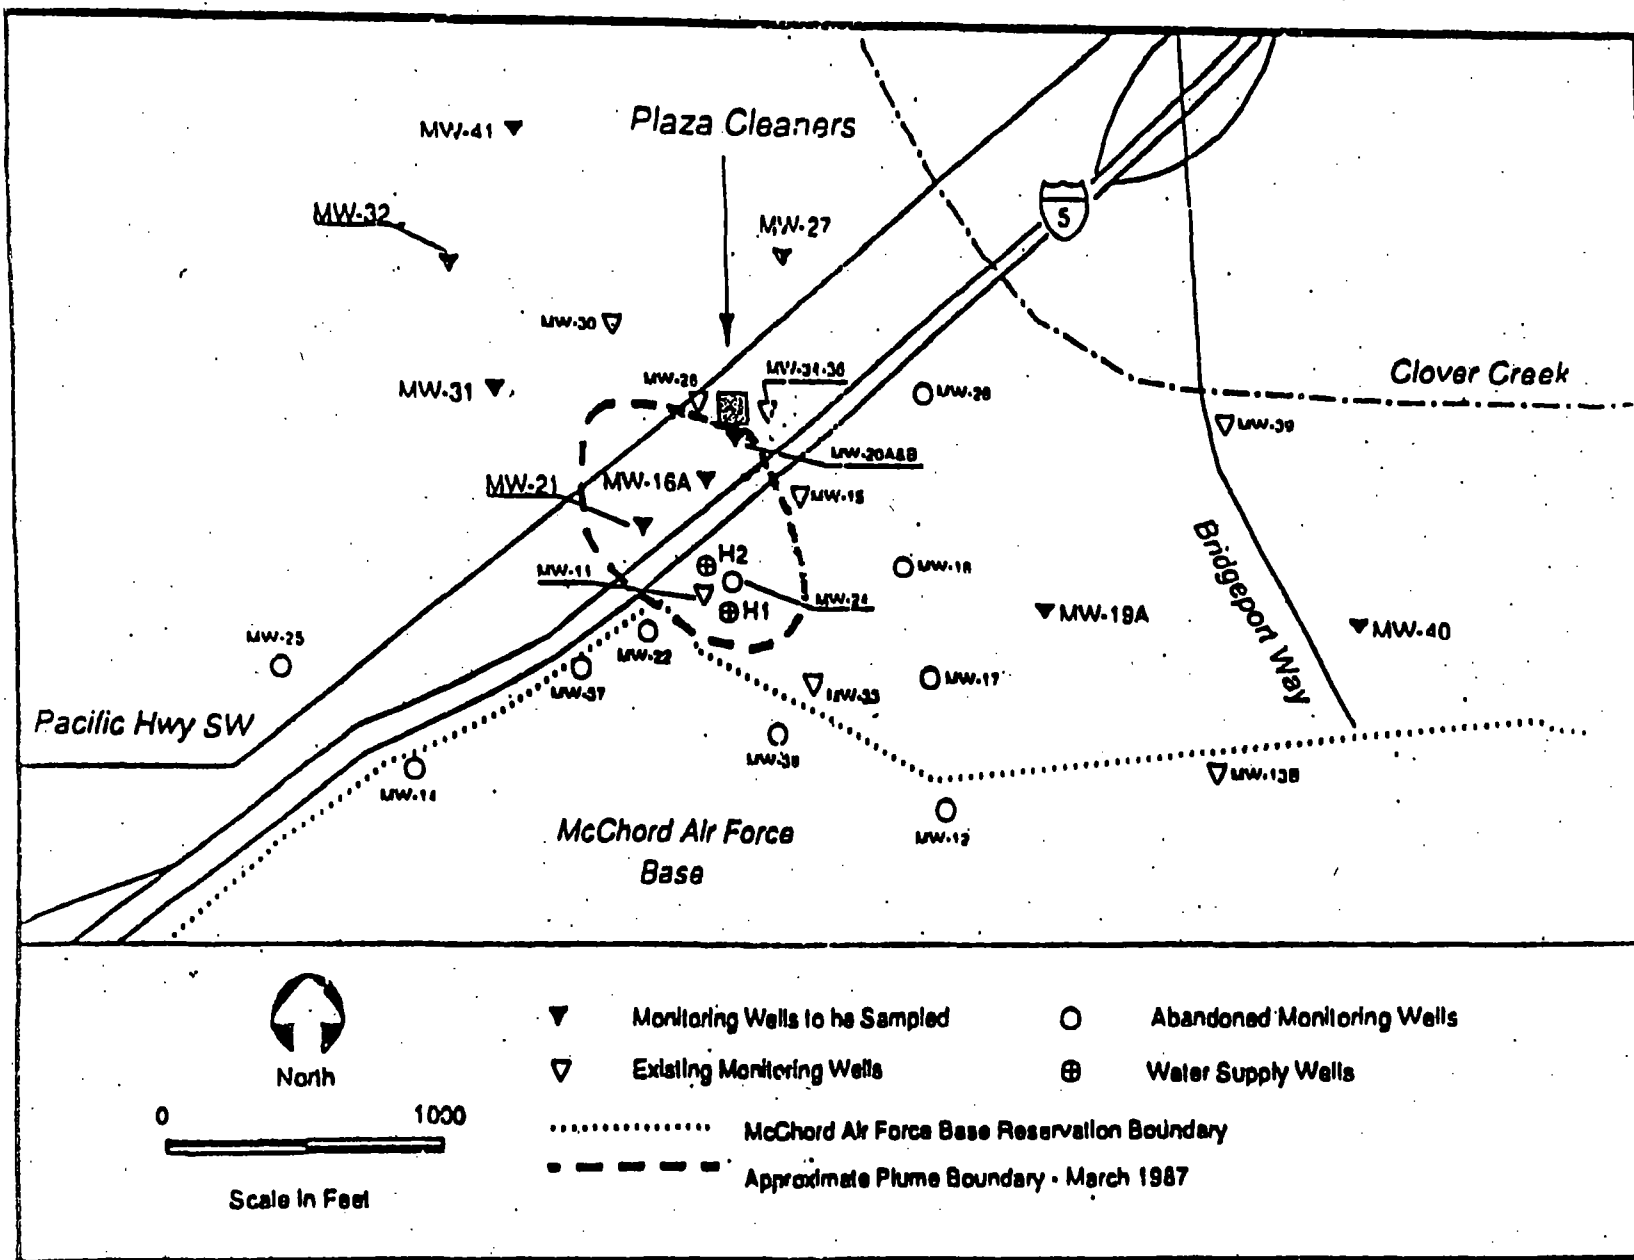 Plaza Cleaners
MW-41
MW-32
MW-27
5
MW-30
MW-31
MW-26
MW-34-36
Clover Creek
MW-39
MW-20A&B
MW-21
MW-16A
MW-15
H2
MW-11
MW-18
MW-24
H1
MW-19A
Bridgeport Way
MW-40
MW-25
MW-22
MW-37
MW-17
MW-33
Pacific Hwy SW
MW-14
MW-13B
McChord Air Force
Base
MW-12
North
0 1000
Scale in Feet
Monitoring Wells to be Sampled
Existing Monitoring Wells
Abandoned Monitoring Wells
Water Supply Wells
McChord Air Force Base Reservation Boundary
Approximate Plume Boundary - March 1987